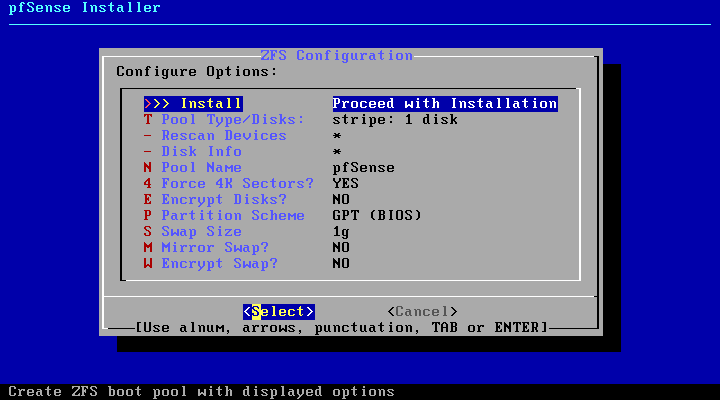 pfSense Installer
ZFS Configuration
Configure Options:
>>> Install Proceed with Installation
T Pool Type/Disks: stripe: 1 disk
- Rescan Devices *
- Disk Info *
N Pool Name pfSense
4 Force 4K Sectors? YES
E Encrypt Disks? NO
P Partition Scheme GPT (BIOS)
S Swap Size 1g
M Mirror Swap? NO
W Encrypt Swap? NO
<Select> <Cancel>
[Use alnum, arrows, punctuation, TAB or ENTER]
Create ZFS boot pool with displayed options